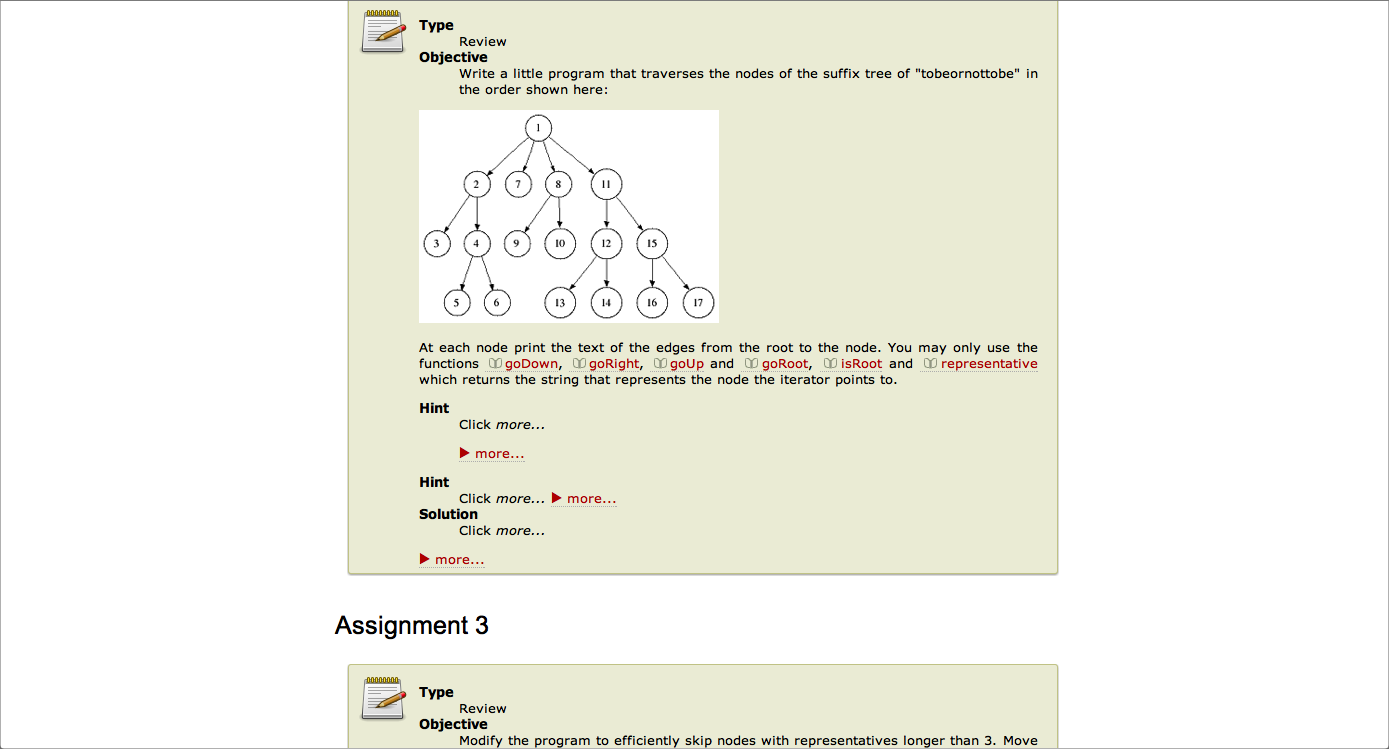 Type
Review
Objective
Write a little program that traverses the nodes of the suffix tree of "tobeornottobe" in
the order shown here:
1
2 7 8 11
3 4 9 10 12 15
5 6 13 14 16 17
At each node print the text of the edges from the root to the node. You may only use the
functions goDown, goRight, goUp and goRoot, isRoot and representative
which returns the string that represents the node the iterator points to.
Hint
Click more...
more...
Hint
Click more... more...
Solution
Click more...
more...
Assignment 3
Type
Review
Objective
Modify the program to efficiently skip nodes with representatives longer than 3. Move